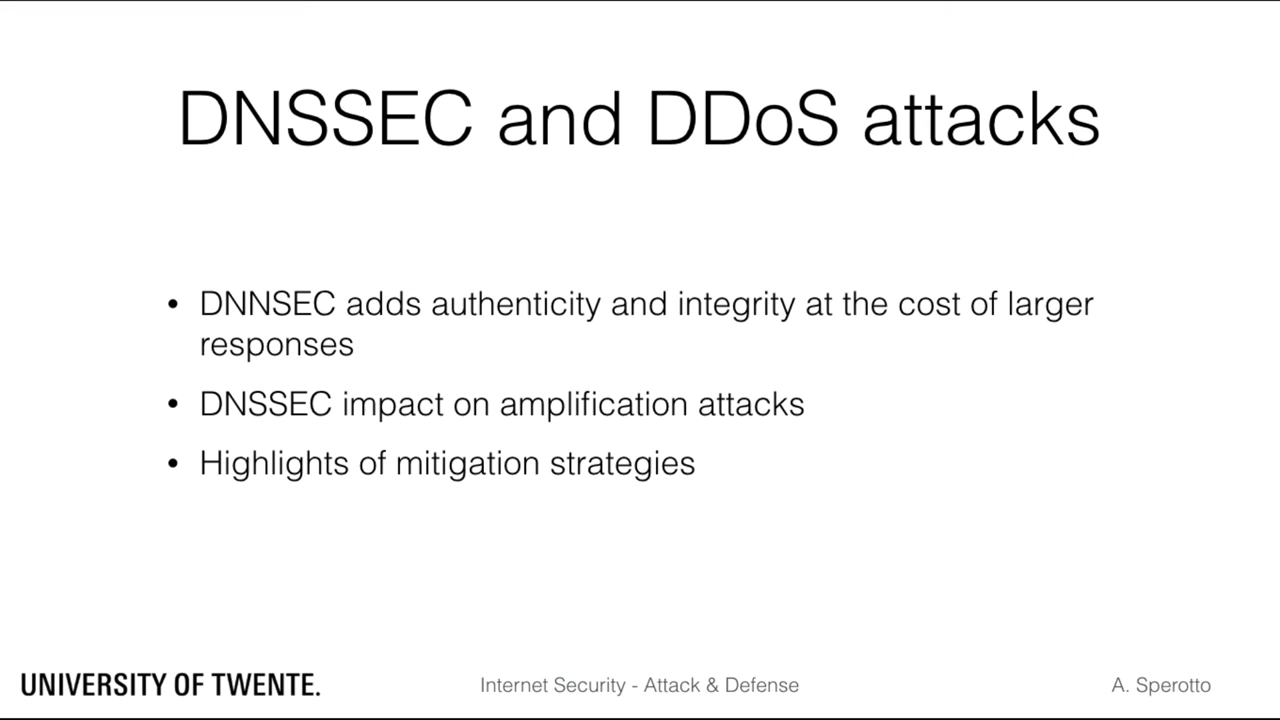 DNSSEC and DDoS attacks
• DNNSEC adds authenticity and integrity at the cost of larger
responses
• DNSSEC impact on amplification attacks
• Highlights of mitigation strategies
UNIVERSITY OF TWENTE.
Internet Security - Attack & Defense
A. Sperotto